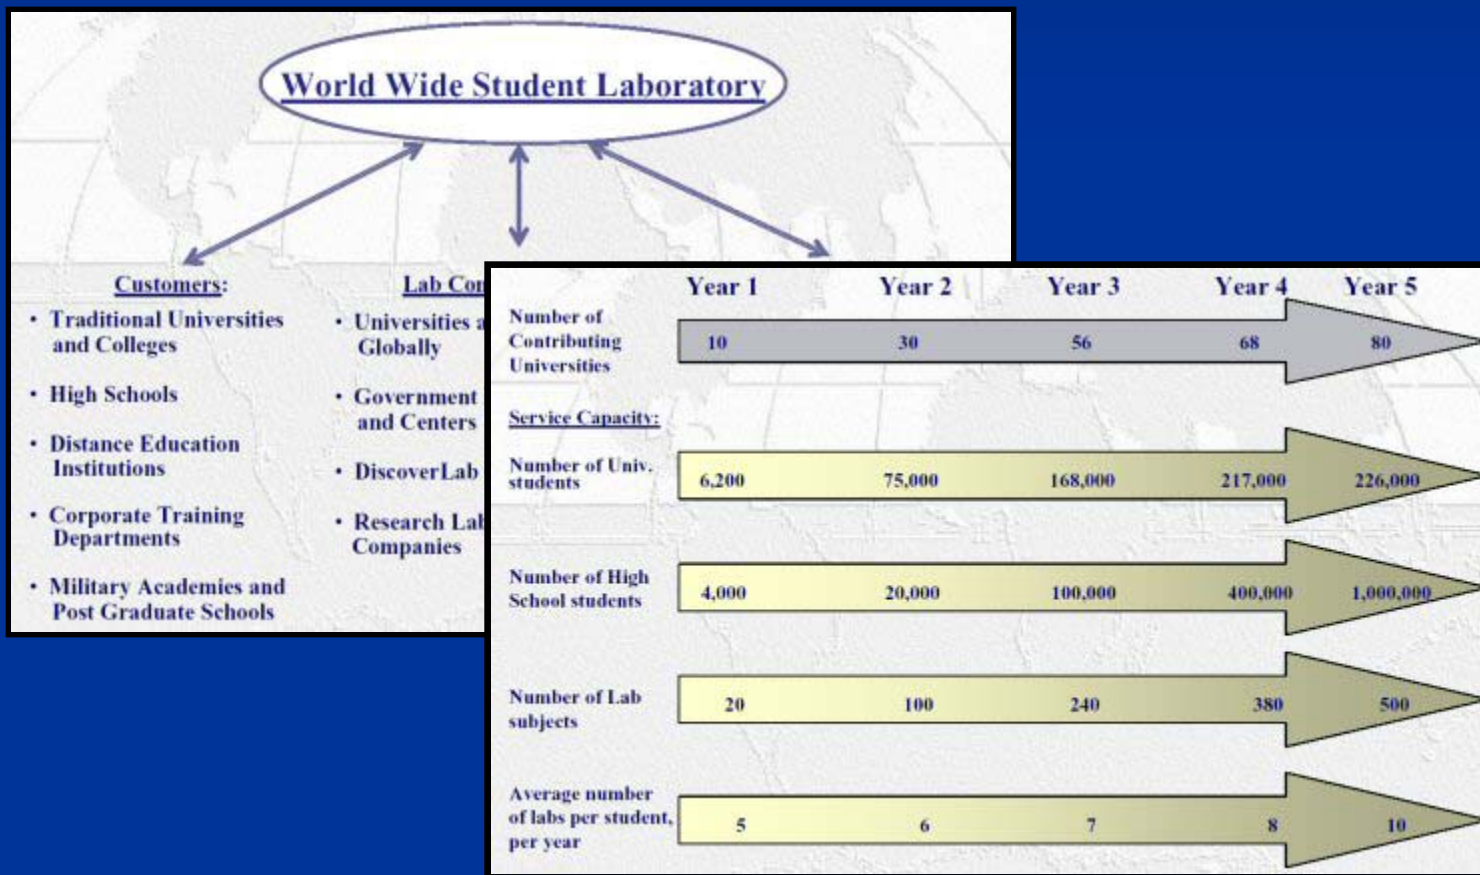 World Wide Student Laboratory
Customers:
• Traditional Universities
and Colleges
• High Schools
• Distance Education
Institutions
• Corporate Training
Departments
• Military Academies and
Post Graduate Schools
Lab
• Universities
Globally
• Government
and Centers
• DiscoverLab
• Research
Companies
Year 1 Year 2 Year 3 Year 4 Year 5
Number of
Contributing
Universities
10 30 56 68 80
Service Capacity:
Number of Univ.
students
6,200 75,000 168,000 217,000 226,000
Number of High
School students
4,000 20,000 100,000 400,000 1,000,000
Number of Lab
subjects
20 100 240 380 500
Average number
of labs per student,
per year
5 6 7 8 10